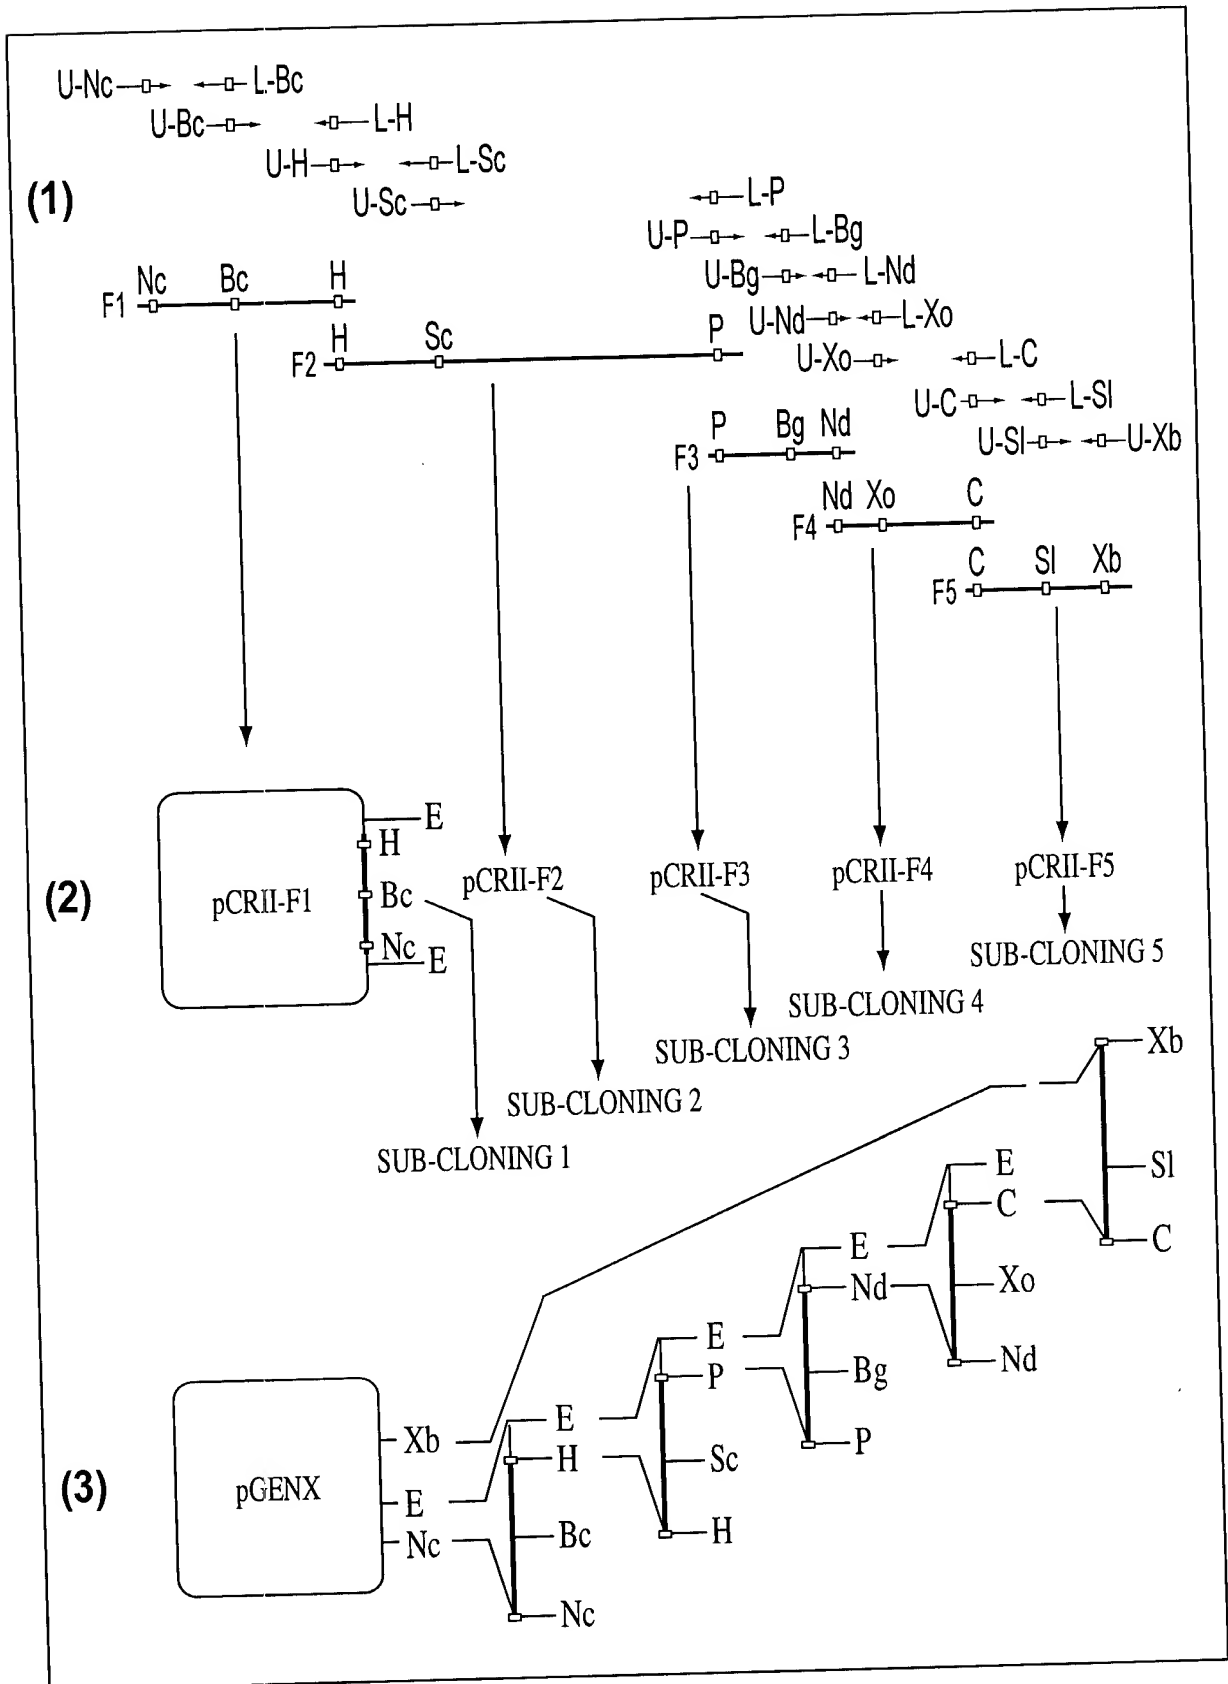 U-Nc L-Bc
U-Bc L-H
U-H L-Sc
(1)
U-Sc L-P
U-P L-Bg
U-Bg L-Nd
U-Nd L-Xo
U-Xo L-C
U-C L-Sl
U-Sl U-Xb
Nc Bc H
F1
H Sc P
F2
P Bg Nd
F3
Nd Xo C
F4
C Sl Xb
F5
(2)
pCRII-F1
E
H
Bc
Nc
E
pCRII-F2
pCRII-F3
pCRII-F4
pCRII-F5
SUB-CLONING 5
SUB-CLONING 4
SUB-CLONING 3
SUB-CLONING 2
SUB-CLONING 1
(3)
pGENX
Xb
E
Nc
E
H
Bc
Nc
E
P
Sc
H
E
Nd
Bg
P
E
C
Xo
Nd
Xb
Sl
C